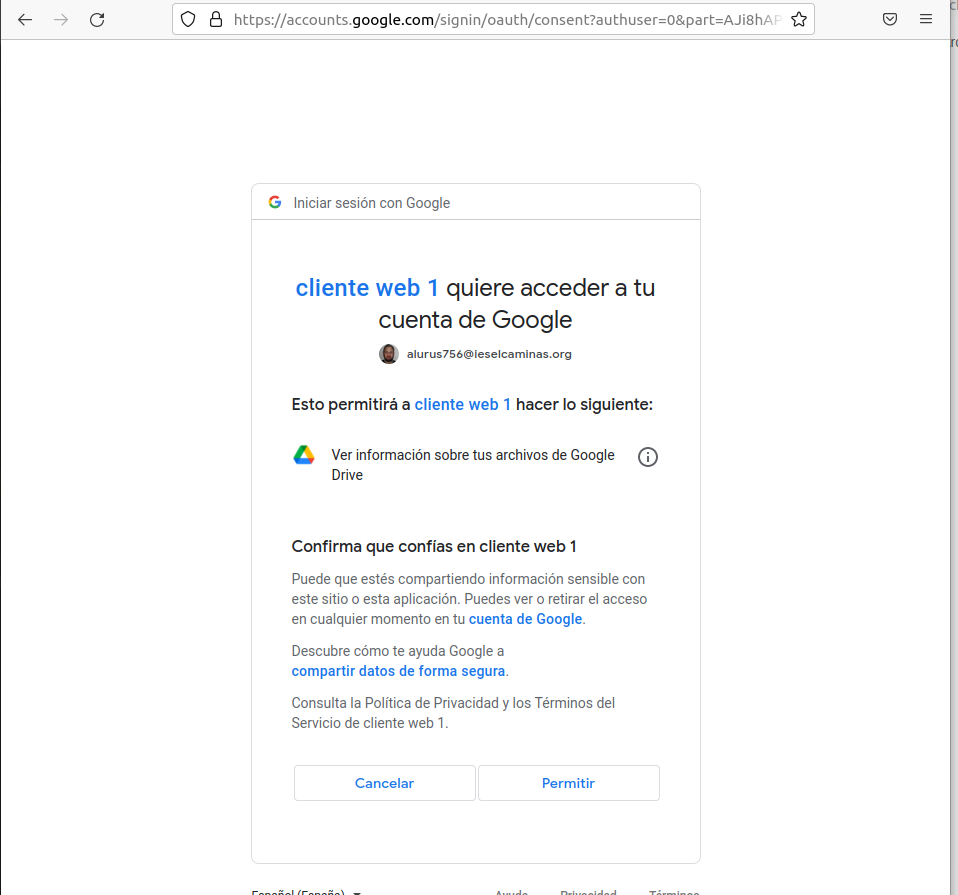 https://accounts.google.com/signin/oauth/consent?authuser=0&part=AJi8hAP
Iniciar sesión con Google
cliente web 1 quiere acceder a tu
cuenta de Google
alurus756@ieselcaminas.org
Esto permitirá a cliente web 1 hacer lo siguiente:
Ver información sobre tus archivos de Google
Drive
Confirma que confías en cliente web 1
Puede que estés compartiendo información sensible con
este sitio o esta aplicación. Puedes ver o retirar el acceso
en cualquier momento en tu cuenta de Google.
Descubre cómo te ayuda Google a
compartir datos de forma segura.
Consulta la Política de Privacidad y los Términos del
Servicio de cliente web 1.
Cancelar Permitir
Español (España) Ayuda Privacidad Términos